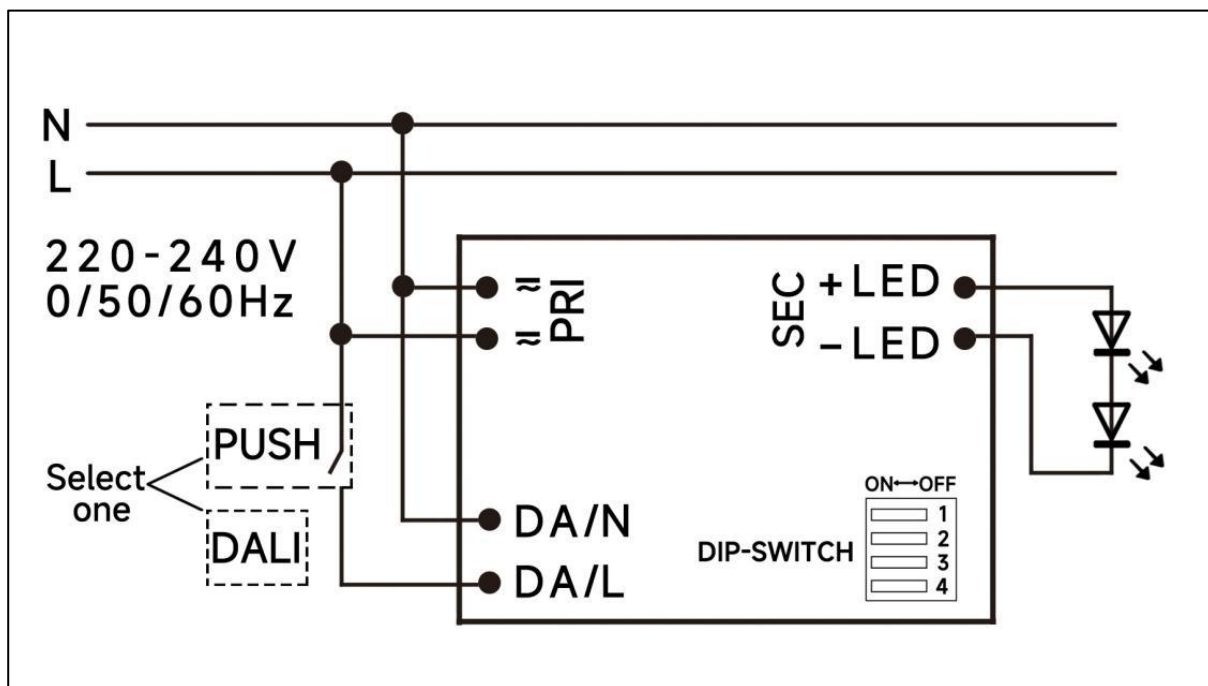 N
L
220-240V
0/50/60Hz
≂ PRI
≂
SEC +LED
-LED
PUSH
Select
one
DALI
DA/N
DA/L
DIP-SWITCH
ON↔OFF
1
2
3
4